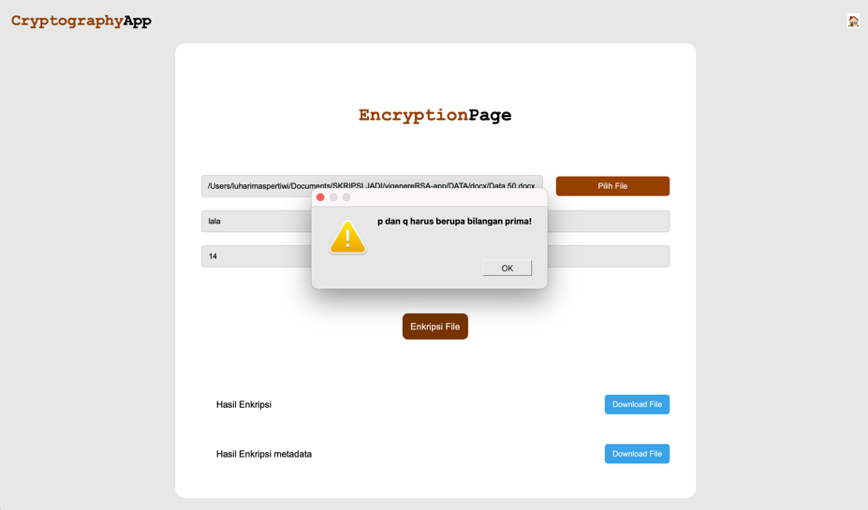 CryptographyApp
EncryptionPage
/Users/luharimaspertiwi/Documents/SKRIPSI JADI/vigenereRSA-app/DATA/docx/Data 50.docx
Pilih File
p dan q harus berupa bilangan prima!
lala
14
OK
Enkripsi File
Hasil Enkripsi
Download File
Hasil Enkripsi metadata
Download File